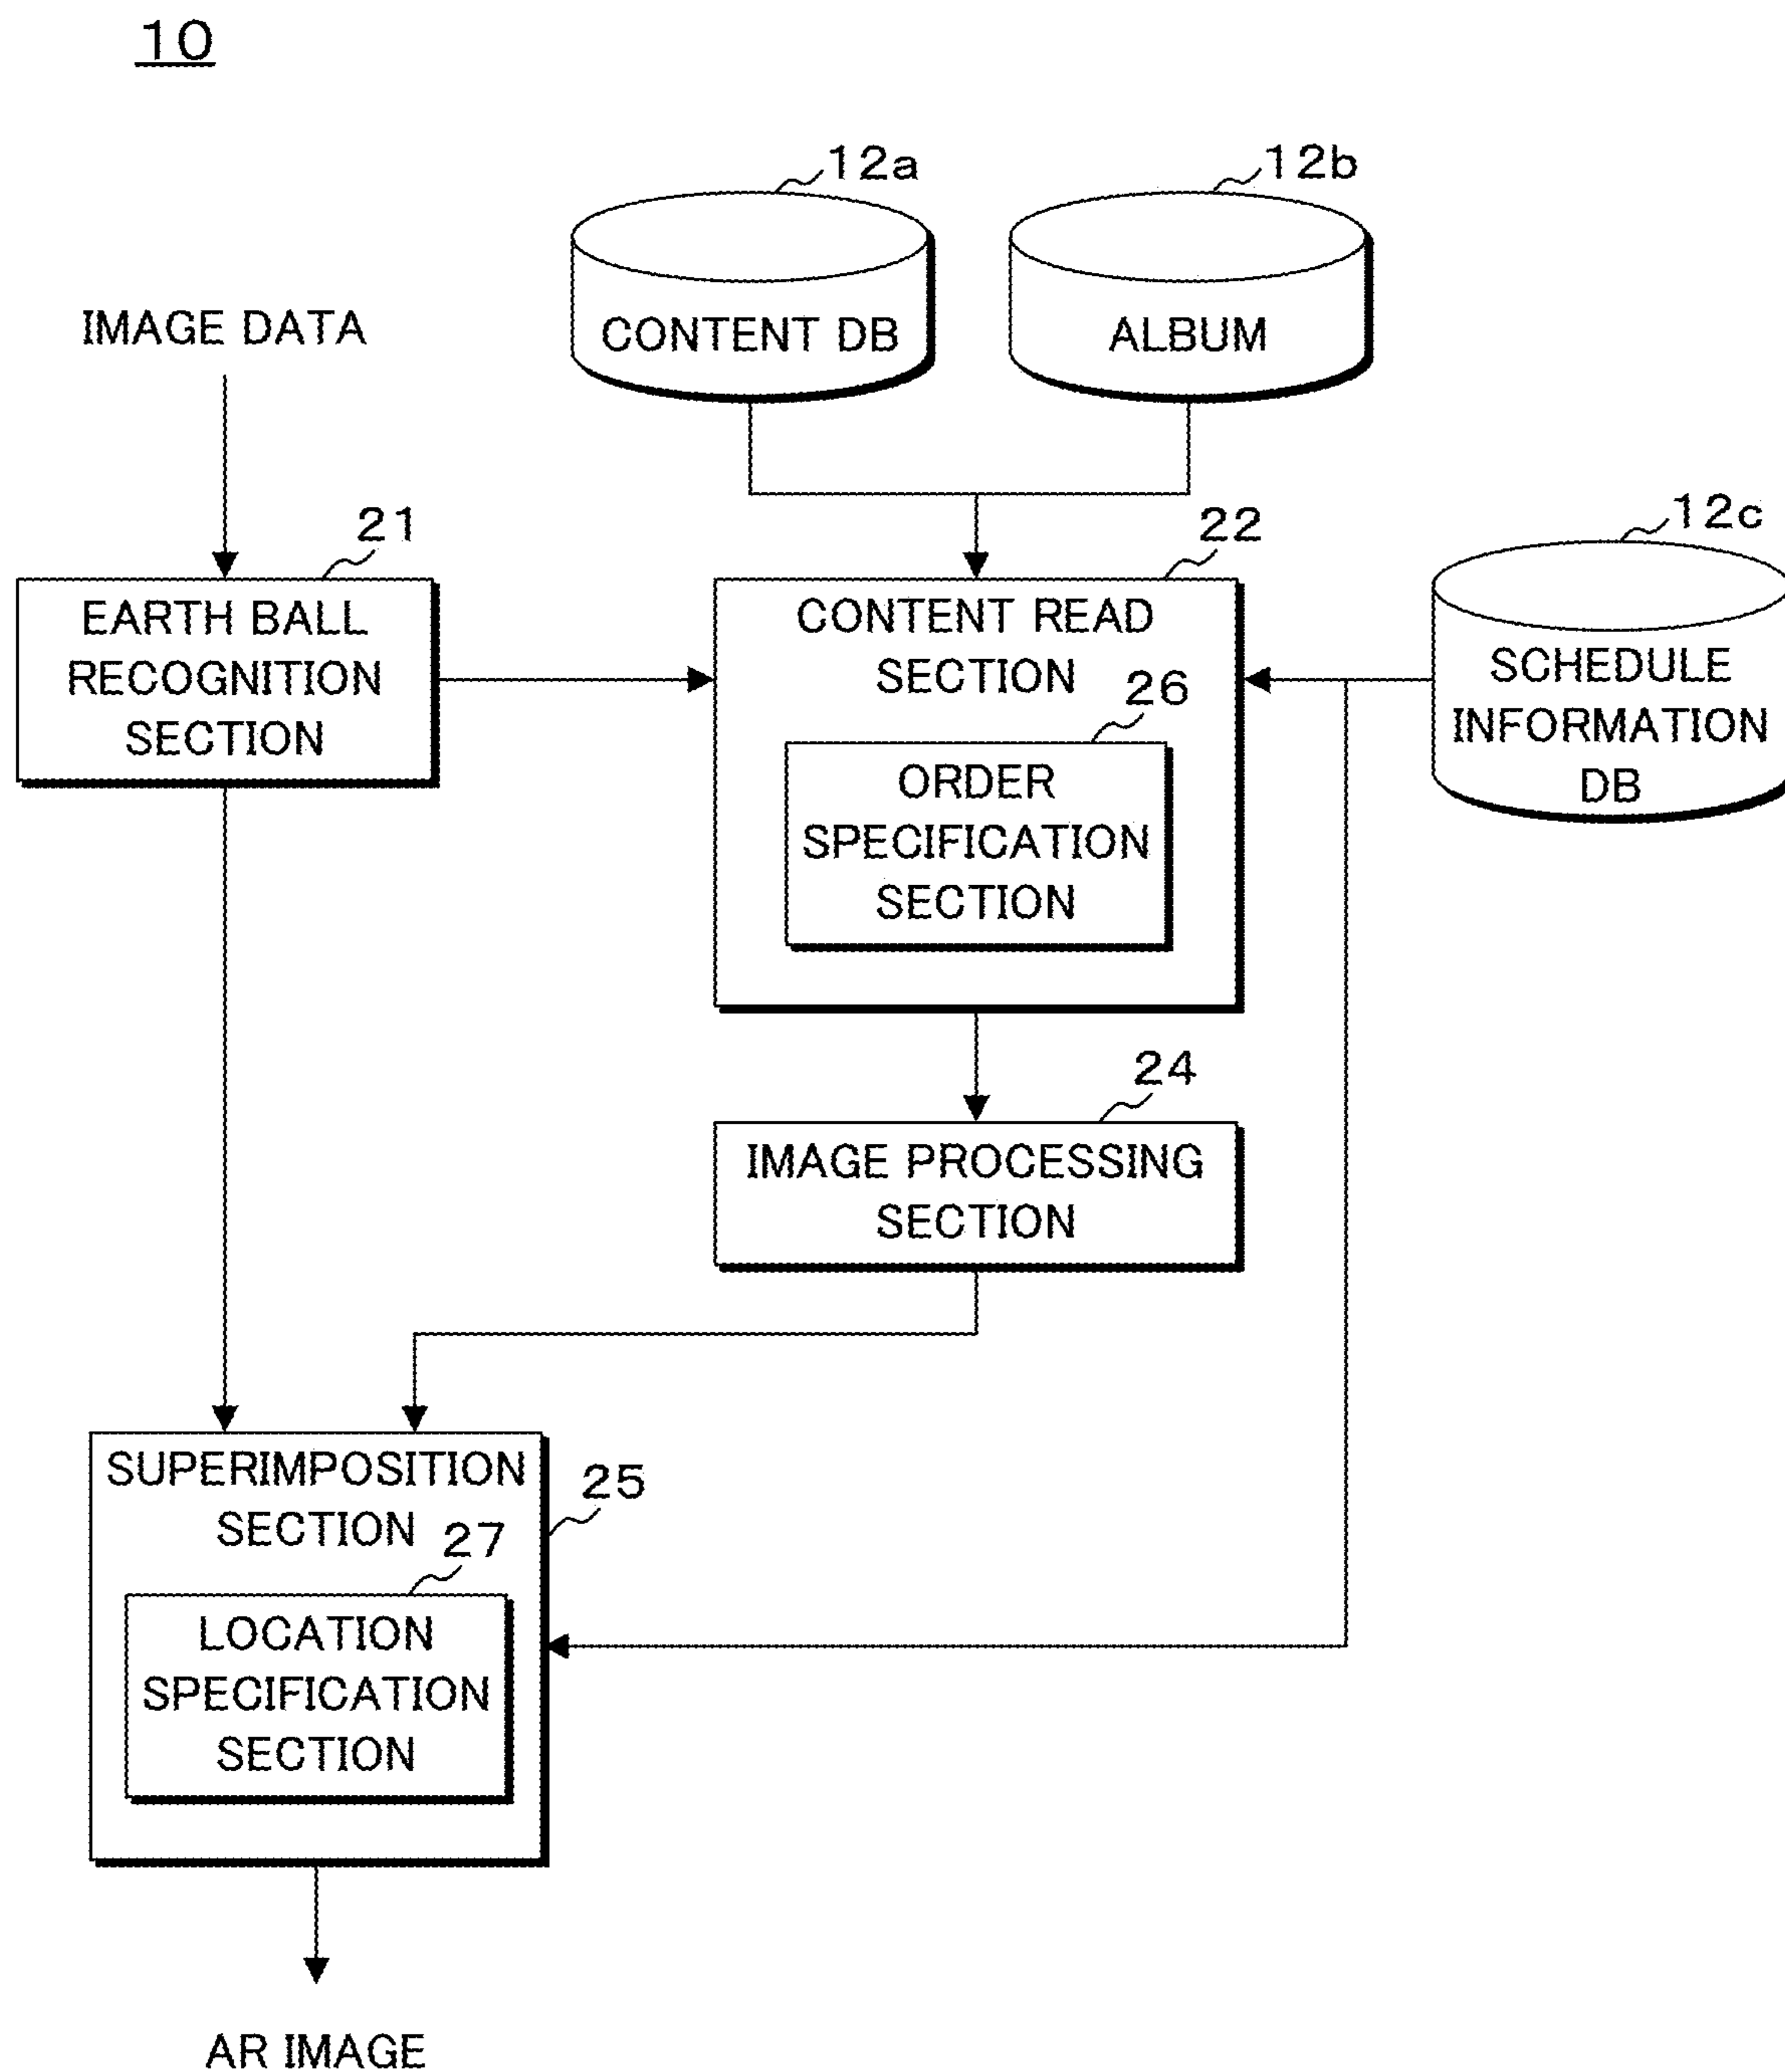 10
12a
12b
CONTENT DB
ALBUM
IMAGE DATA
21
22
12c
EARTH BALL
RECOGNITION
SECTION
CONTENT READ
SECTION
26
ORDER
SPECIFICATION
SECTION
SCHEDULE
INFORMATION
DB
24
IMAGE PROCESSING
SECTION
SUPERIMPOSITION
SECTION
25
27
LOCATION
SPECIFICATION
SECTION
AR IMAGE